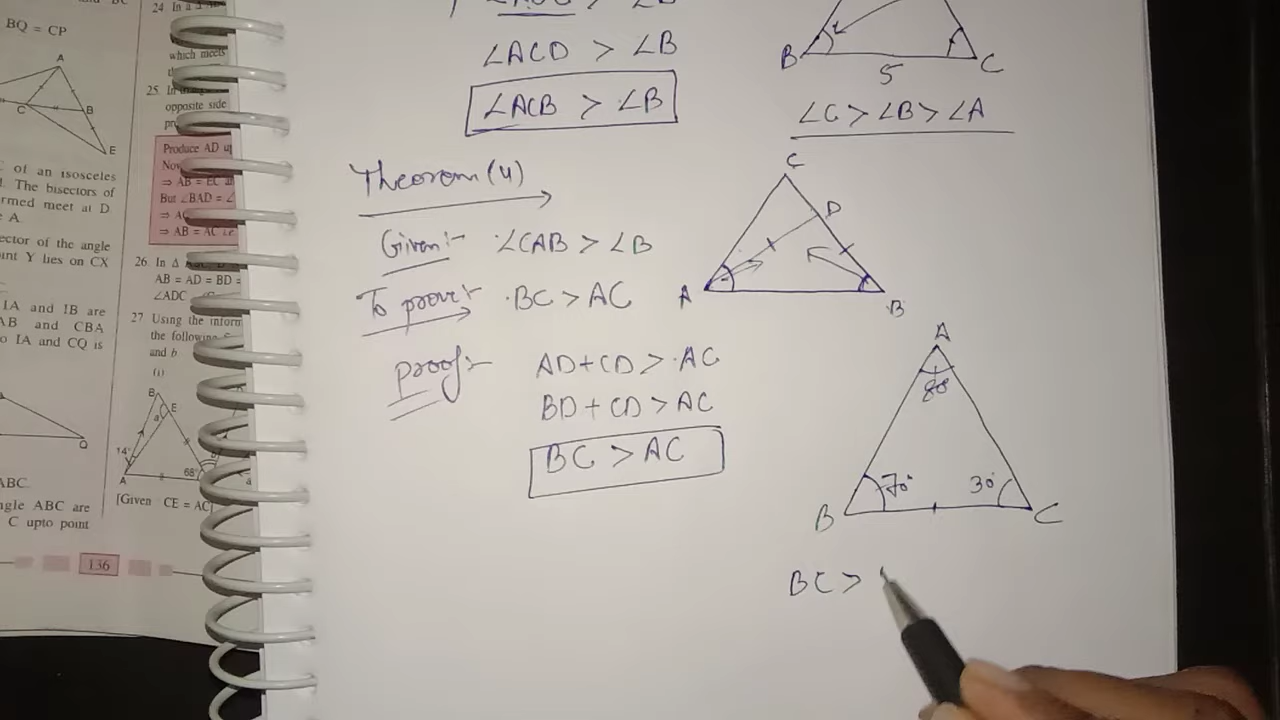 BQ = CP
A
C
B
E
C of an isosceles
The bisectors of
rmed meet at D
A.
ector of the angle
int Y lies on CX
IA and IB are
AB and CBA
o IA and CQ is
Q
ABC.
ngle ABC are
C upto point
136
24 In a Δ
which meets
25. In
opposite side
Produce AD up
Now
⇒ AB = EC
But ∠BAD = ∠
⇒ AB = AC i.e
26. In Δ
AB = AD = BD =
∠ADC
27 Using the inform
the following
and b
(i)
B
E
a
14°
68°
A
[Given CE = AC]
> ∠B
∠ACD > ∠B
∠ACB > ∠B
B
C
5
∠C > ∠B > ∠A
Theorem (4)
Given:- ∠CAB > ∠B
To prove:- BC > AC
Proof:- AD + CD > AC
BD + CD > AC
BC > AC
C
D
A
B
A
80
70°
30°
B
C
BC >